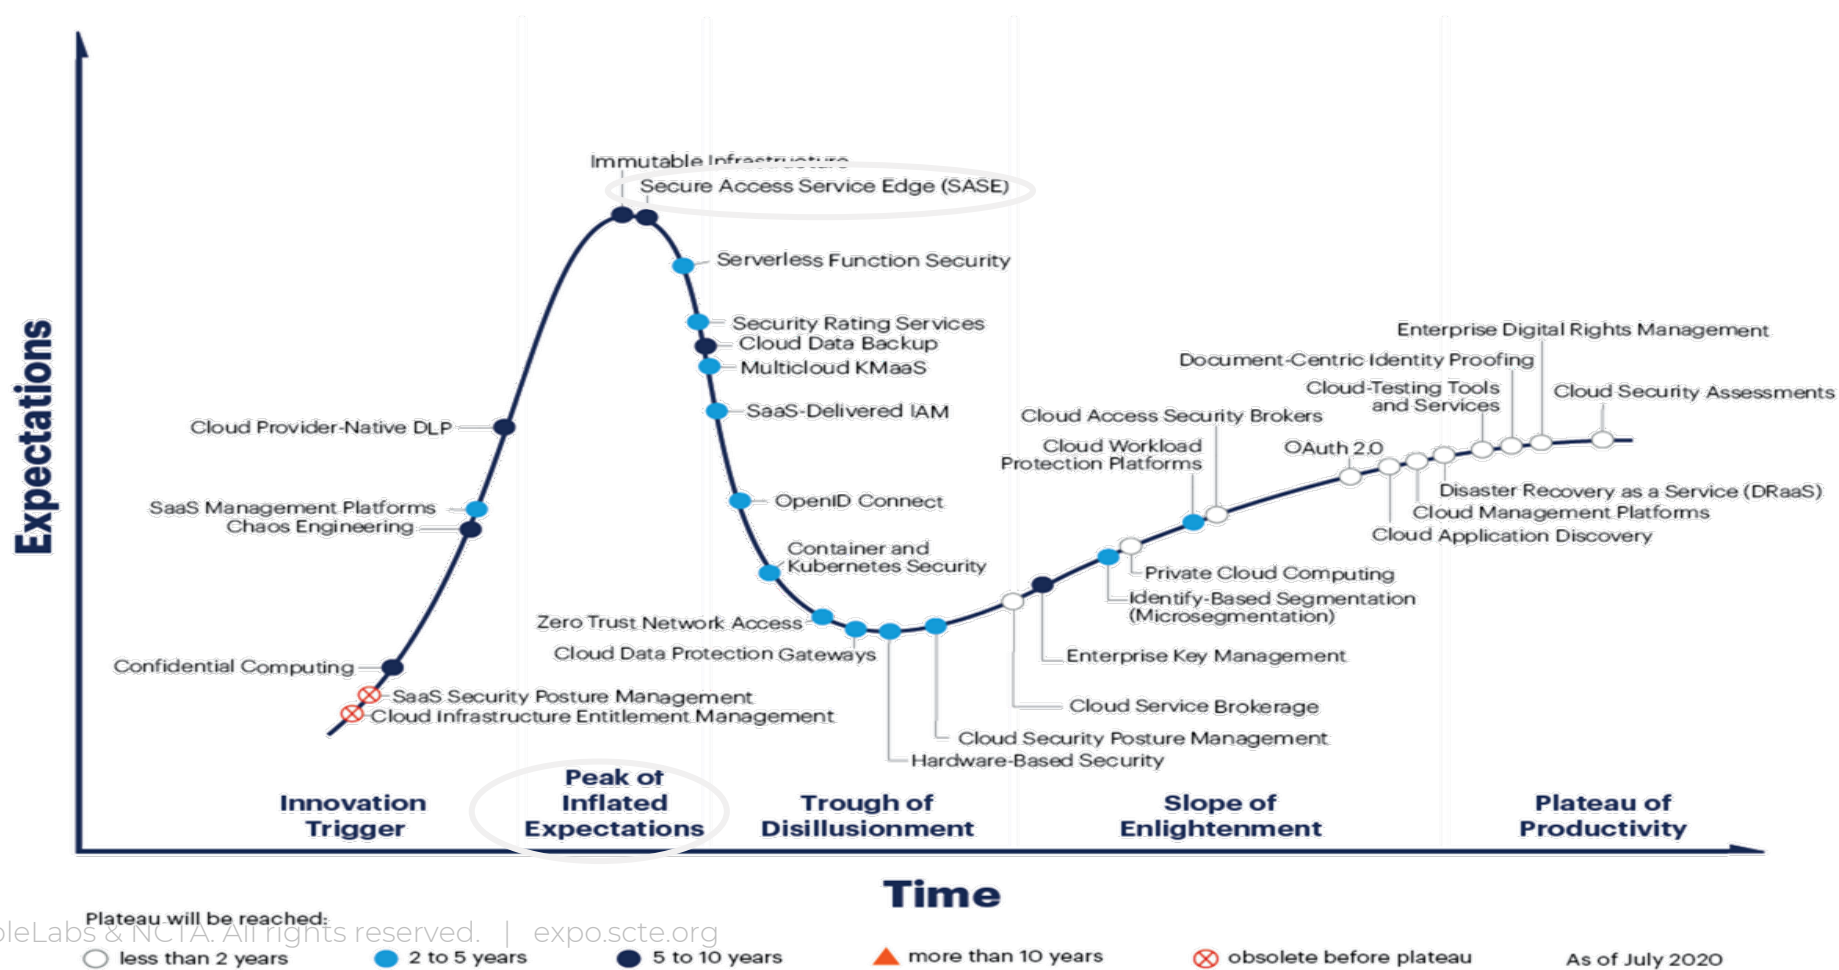 Immutable Infrastructure
Secure Access Service Edge (SASE)
Serverless Function Security
Security Rating Services
Cloud Data Backup
Multicloud KMaaS
SaaS-Delivered IAM
Cloud Provider-Native DLP
SaaS Management Platforms
Chaos Engineering
OpenID Connect
Container and
Kubernetes Security
Zero Trust Network Access
Cloud Data Protection Gateways
Confidential Computing
SaaS Security Posture Management
Cloud Infrastructure Entitlement Management
Enterprise Digital Rights Management
Document-Centric Identity Proofing
Cloud-Testing Tools
and Services
Cloud Security Assessments
Cloud Access Security Brokers
Cloud Workload
Protection Platforms
OAuth 2.0
Disaster Recovery as a Service (DRaaS)
Cloud Management Platforms
Cloud Application Discovery
Private Cloud Computing
Identify-Based Segmentation
(Microsegmentation)
Enterprise Key Management
Cloud Service Brokerage
Cloud Security Posture Management
Hardware-Based Security
Expectations
Innovation
Trigger
Peak of
Inflated
Expectations
Trough of
Disillusionment
Slope of
Enlightenment
Plateau of
Productivity
Time
Plateau will be reached:
bleLabs & NCTA. All rights reserved. | expo.scte.org
less than 2 years
2 to 5 years
5 to 10 years
more than 10 years
obsolete before plateau
As of July 2020